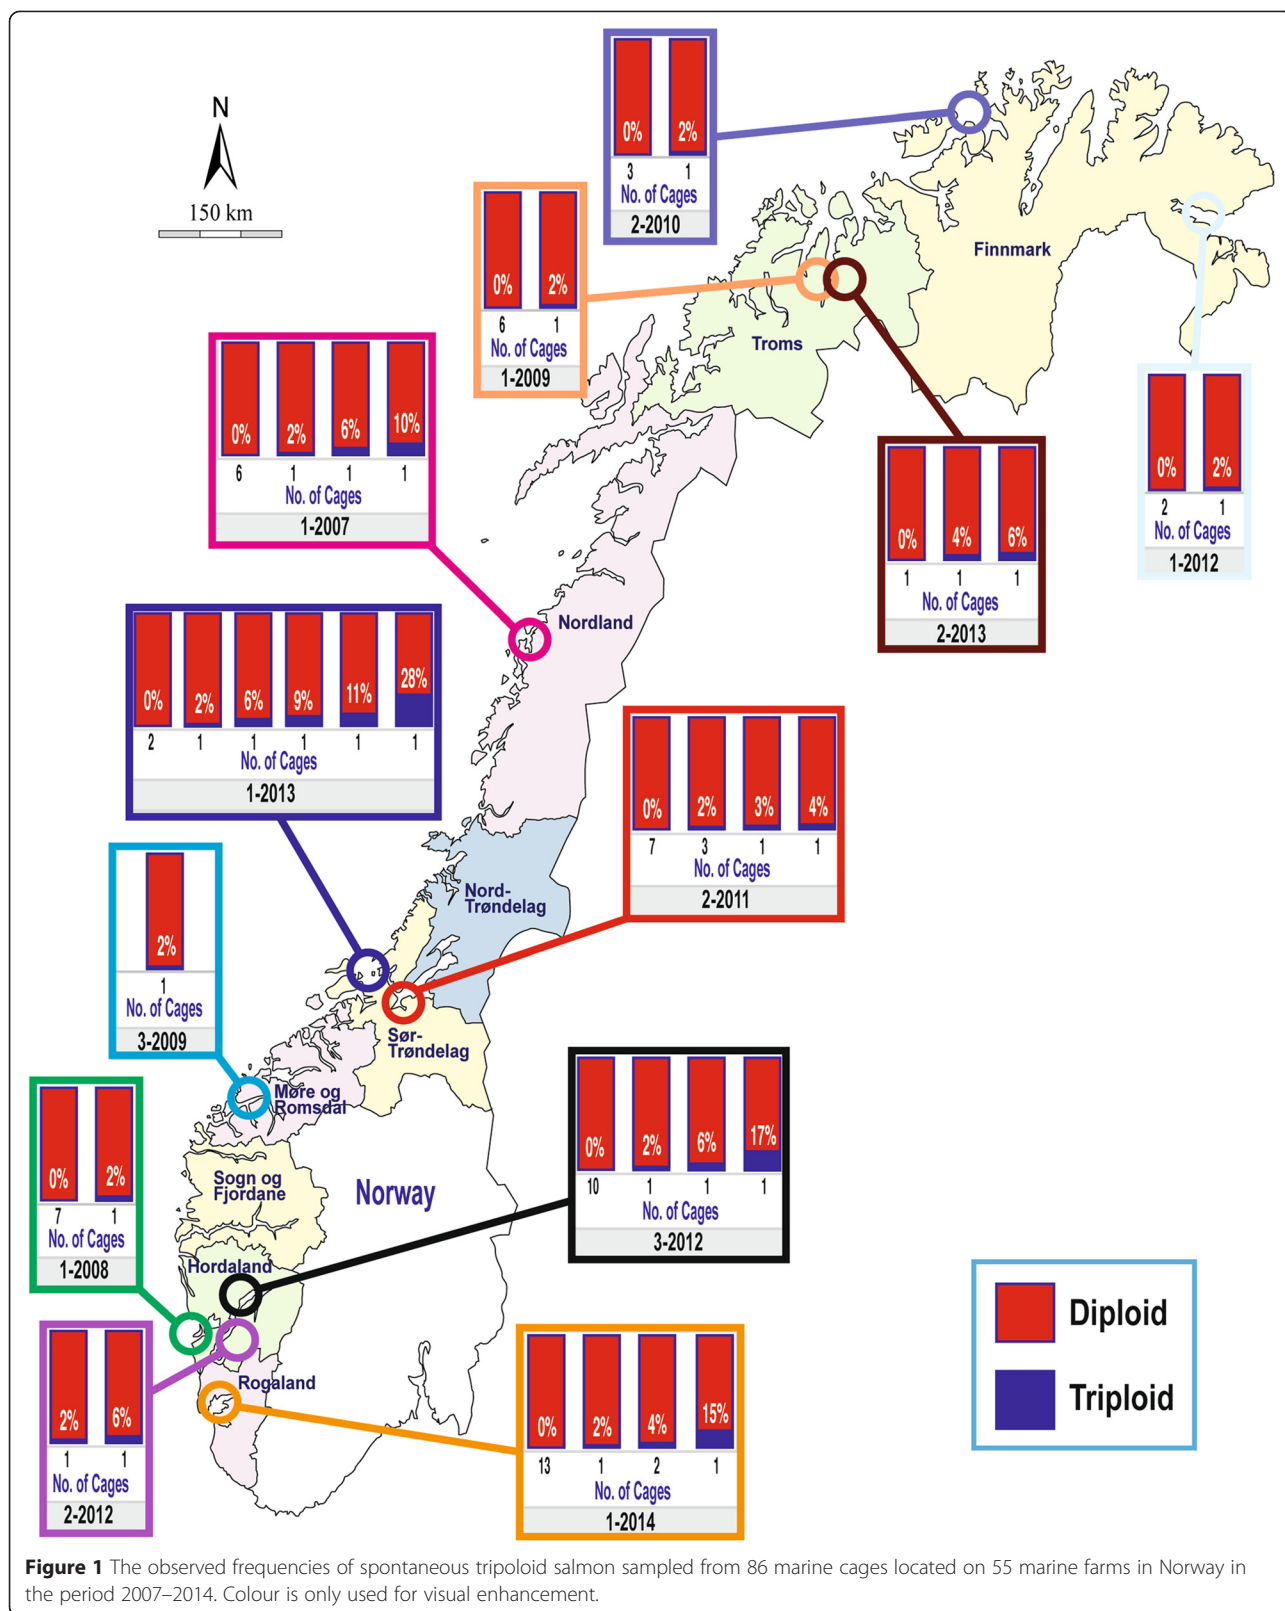 N
150 km
0% 2%
3 1
No. of Cages
2-2010
0% 2%
6 1
No. of Cages
1-2009
Finnmark
Troms
0% 2% 6% 10%
6 1 1 1
No. of Cages
1-2007
0% 2%
2 1
No. of Cages
1-2012
0% 4% 6%
1 1 1
No. of Cages
2-2013
Nordland
0% 2% 6% 9% 11% 28%
2 1 1 1 1 1
No. of Cages
1-2013
0% 2% 3% 4%
7 3 1 1
No. of Cages
2-2011
Nord-
Trøndelag
2%
1
No. of Cages
3-2009
Sør-
Trøndelag
Møre og
Romsdal
0% 2%
7 1
No. of Cages
1-2008
0% 2% 6% 17%
10 1 1 1
No. of Cages
3-2012
Sogn og
Fjordane
Norway
Hordaland
2% 6%
1 1
No. of Cages
2-2012
Rogaland
0% 2% 4% 15%
13 1 2 1
No. of Cages
1-2014
Diploid
Triploid
Figure 1 The observed frequencies of spontaneous tripoloid salmon sampled from 86 marine cages located on 55 marine farms in Norway in
the period 2007–2014. Colour is only used for visual enhancement.